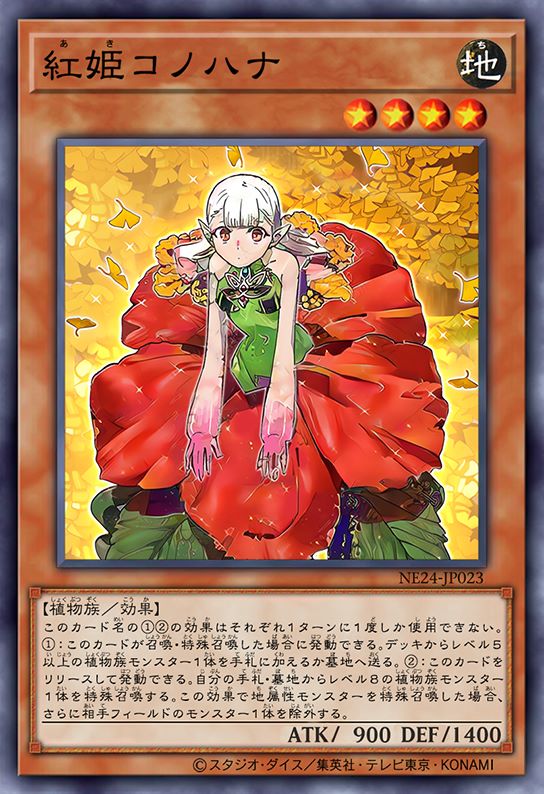 紅姫コノハナ
地
NE24-JP023
【植物族／効果】
このカード名の①②の効果はそれぞれ1ターンに1度しか使用できない。
①：このカードが召喚・特殊召喚した場合に発動できる。デッキからレベル5
以上の植物族モンスター1体を手札に加えるか墓地へ送る。②：このカードを
リリースして発動できる。自分の手札・墓地からレベル8の植物族モンスター
1体を特殊召喚する。この効果で地属性モンスターを特殊召喚した場合、
さらに相手フィールドのモンスター1体を除外する。
ATK/ 900 DEF/1400
©スタジオ・ダイス／集英社・テレビ東京・KONAMI